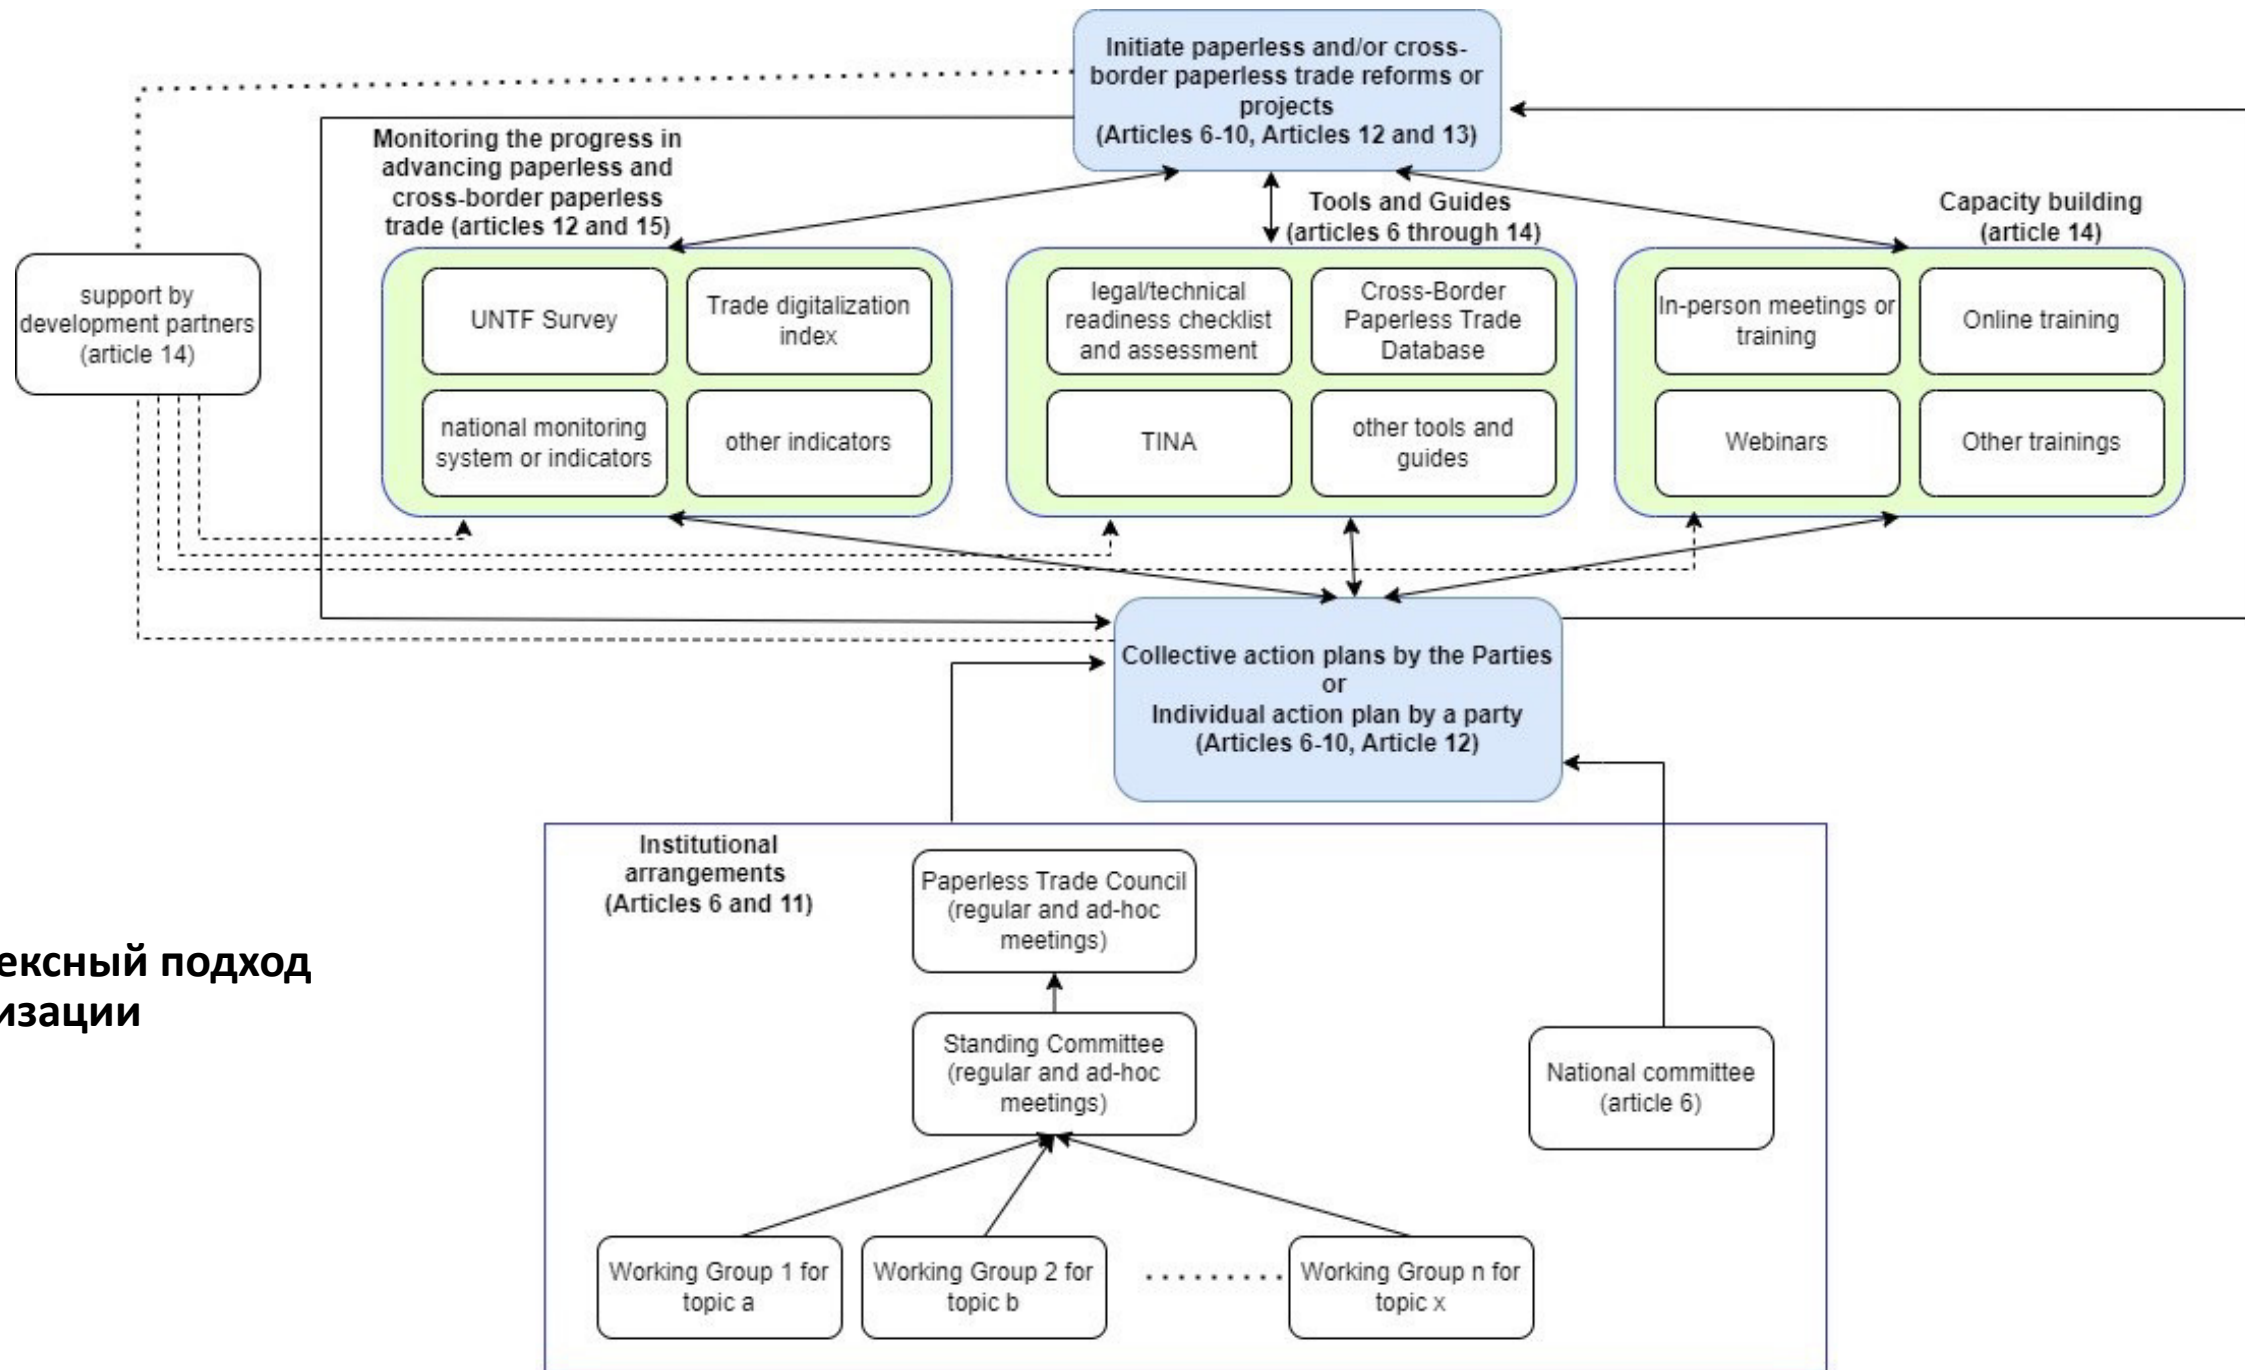 Initiate paperless and/or cross-
border paperless trade reforms or
projects
(Articles 6-10, Articles 12 and 13)
Monitoring the progress in
advancing paperless and
cross-border paperless
trade (articles 12 and 15)
Tools and Guides
(articles 6 through 14)
Capacity building
(article 14)
support by
development partners
(article 14)
UNTF Survey
Trade digitalization
index
national monitoring
system or indicators
other indicators
legal/technical
readiness checklist
and assessment
Cross-Border
Paperless Trade
Database
TINA
other tools and
guides
In-person meetings or
training
Online training
Webinars
Other trainings
Collective action plans by the Parties
or
Individual action plan by a party
(Articles 6-10, Article 12)
Institutional
arrangements
(Articles 6 and 11)
Paperless Trade Council
(regular and ad-hoc
meetings)
ексный подход
изации
Standing Committee
(regular and ad-hoc
meetings)
National committee
(article 6)
Working Group 1 for
topic a
Working Group 2 for
topic b
Working Group n for
topic x